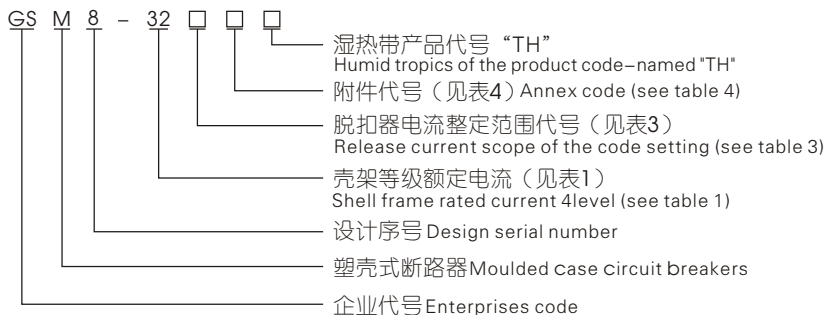 GS M 8 – 32 □ □ □
湿热带产品代号“TH”
Humid tropics of the product code–named "TH"
附件代号（见表4）Annex code (see table 4)
脱扣器电流整定范围代号（见表3）
Release current scope of the code setting (see table 3)
壳架等级额定电流（见表1）
Shell frame rated current 4level (see table 1)
设计序号 Design serial number
塑壳式断路器 Moulded case circuit breakers
企业代号 Enterprises code